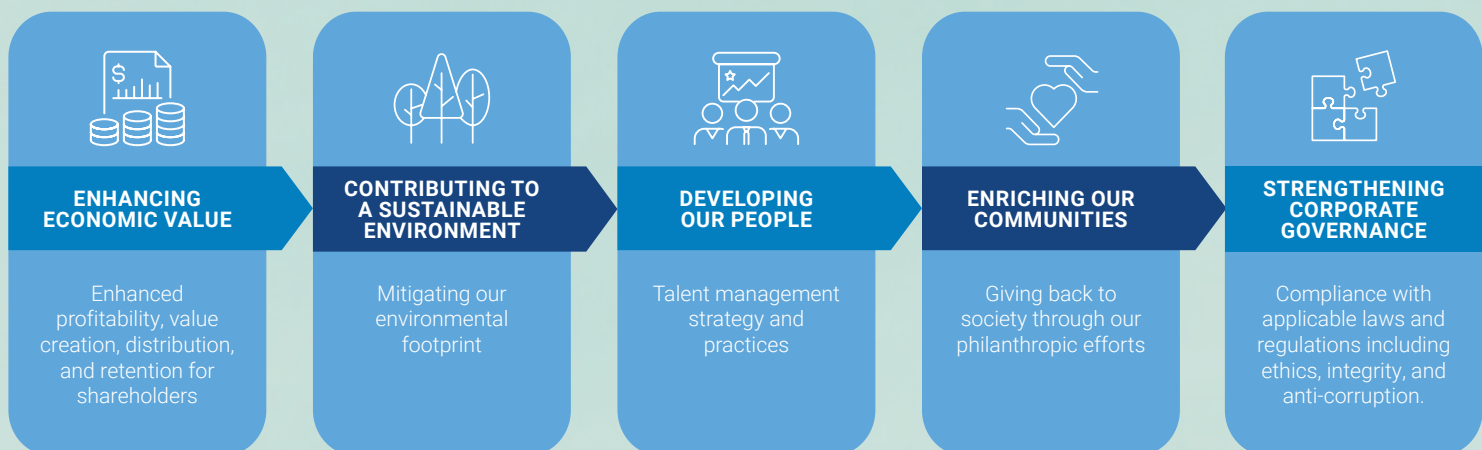 ENHANCING
ECONOMIC VALUE
Enhanced
profitability, value
creation, distribution,
and retention for
shareholders
CONTRIBUTING TO
A SUSTAINABLE
ENVIRONMENT
Mitigating our
environmental
footprint
DEVELOPING
OUR PEOPLE
Talent management
strategy and
practices
ENRICHING OUR
COMMUNITIES
Giving back to
society through our
philanthropic efforts
STRENGTHENING
CORPORATE
GOVERNANCE
Compliance with
applicable laws and
regulations including
ethics, integrity, and
anti-corruption.